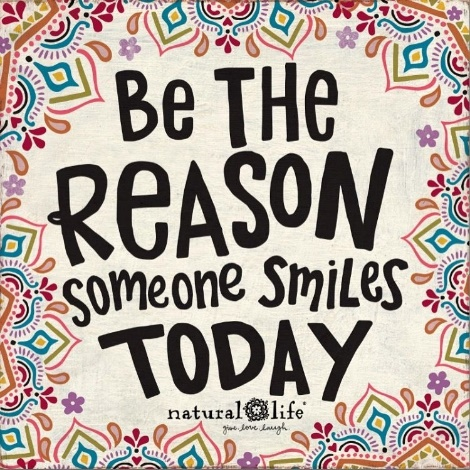 Be THE
REASON
SOMEONE SMILES
TODAY
natural life®
give. love. laugh.